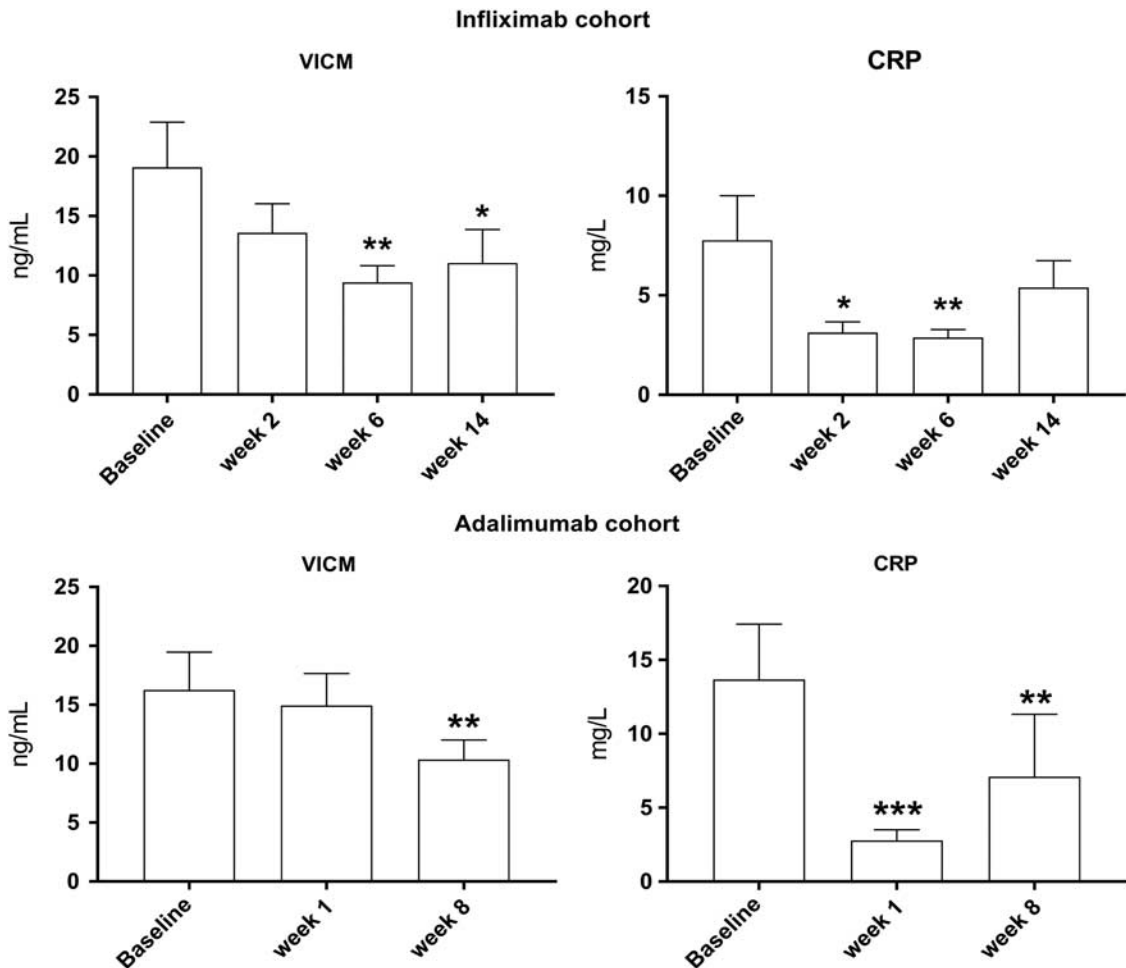 Infliximab cohort
VICM
CRP
25
20
15
10
5
0
ng/mL
**
*
Baseline
week 2
week 6
week 14
15
10
5
0
mg/L
*
**
Baseline
week 2
week 6
week 14
Adalimumab cohort
VICM
CRP
25
20
15
10
5
0
ng/mL
**
Baseline
week 1
week 8
20
15
10
5
0
mg/L
***
**
Baseline
week 1
week 8